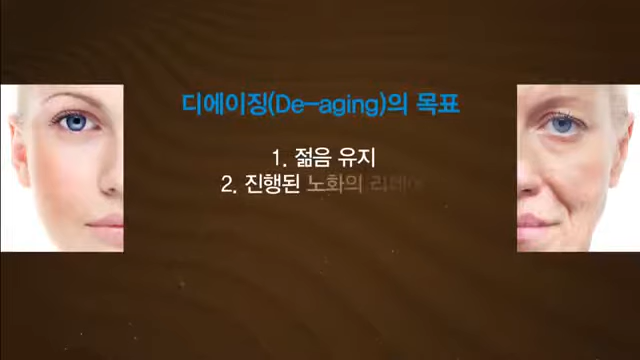 디에이징(De-aging)의 목표
1. 젊음 유지
2. 진행된 노화의